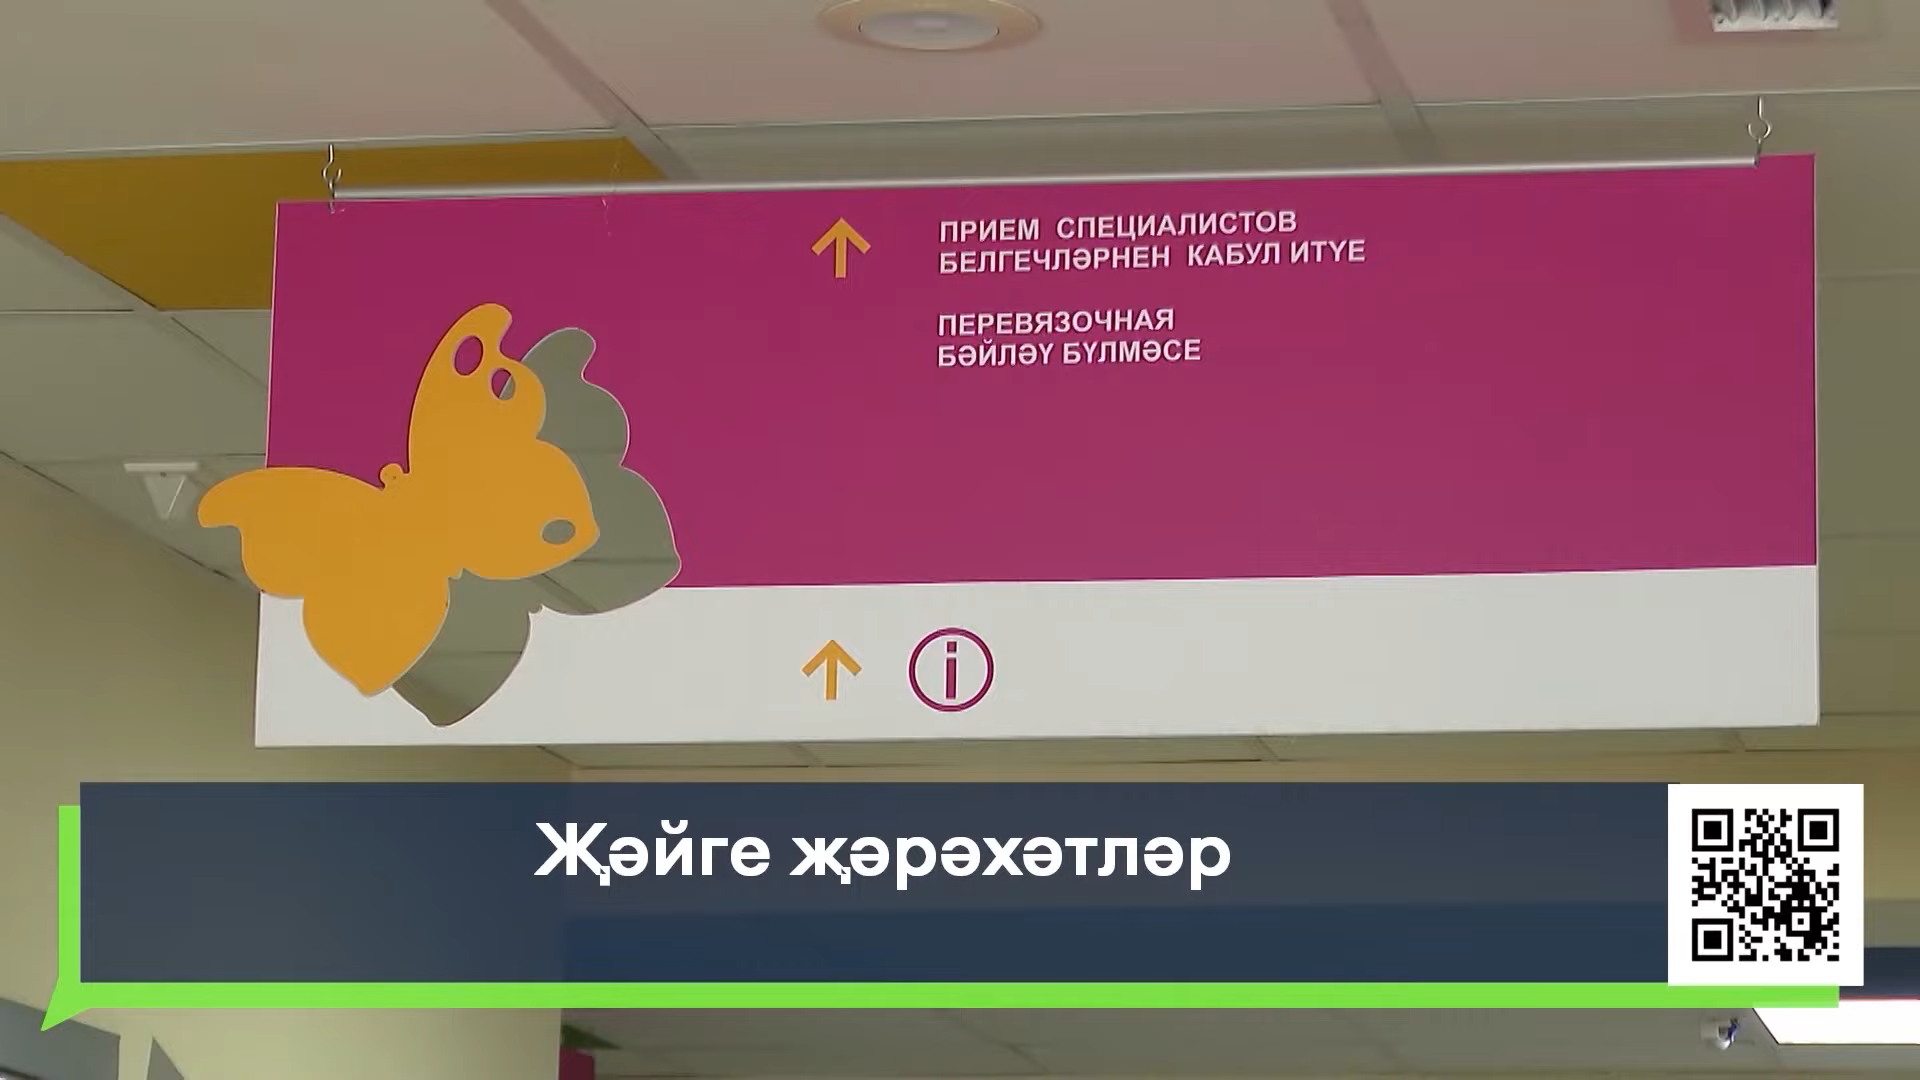 ПРИЕМ СПЕЦИАЛИСТОВ
БЕЛГЕЧЛӘРНЕН КАБУЛ ИТҮЕ
ПЕРЕВЯЗОЧНАЯ
БӘЙЛӘҮ БҮЛМӘСЕ
i
Җәйге җәрәхәтләр